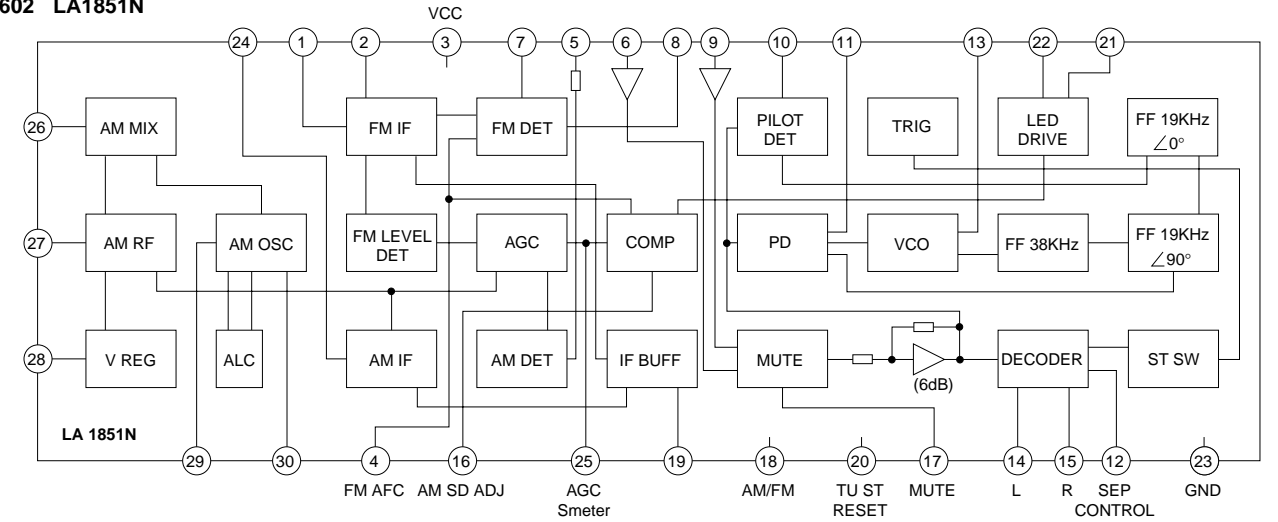 602 LA1851N
VCC
24 1 2 3 7 5 6 8 9 10 11 13 22 21
26
AM MIX
FM IF
FM DET
PILOT
DET
TRIG
LED
DRIVE
FF 19KHz
∠0°
27
AM RF
AM OSC
FM LEVEL
DET
AGC
COMP
PD
VCO
FF 38KHz
FF 19KHz
∠90°
28
V REG
ALC
AM IF
AM DET
IF BUFF
MUTE
(6dB)
DECODER
ST SW
LA 1851N
29 30 4 16 25 19 18 20 17 14 15 12 23
FM AFC
AM SD ADJ
AGC
Smeter
AM/FM
TU ST
RESET
MUTE
L
R
SEP
CONTROL
GND